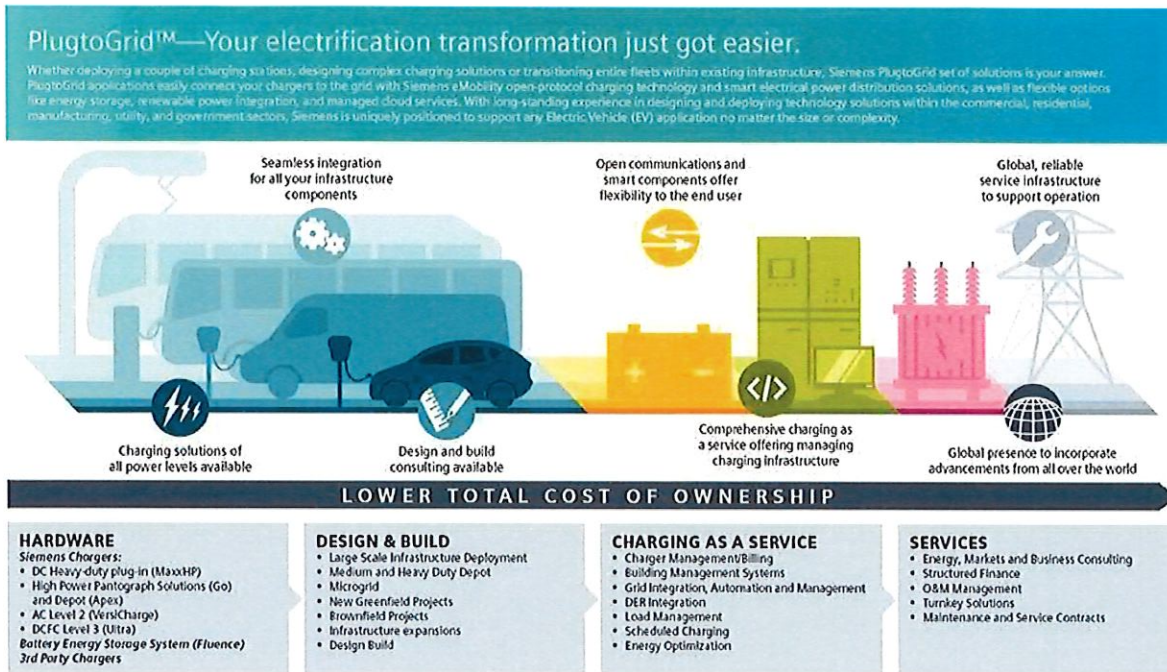 PlugtoGrid™—Your electrification transformation just got easier.
Whether deploying a couple of charging stations, designing complex charging solutions or transitioning entire fleets within existing infrastructure, Siemens PlugtoGrid set of solutions is your answer.
PlugtoGrid applications easily connect your chargers to the grid with Siemens eMobility open-protocol charging technology and smart electrical power distribution solutions, as well as flexible options
like energy storage, renewable power integration, and managed cloud services. With long-standing experience in designing and deploying technology solutions within the commercial, residential,
manufacturing, utility, and government sectors, Siemens is uniquely positioned to support any Electric Vehicle (EV) application no matter the size or complexity.
Seamless integration
for all your infrastructure
components
Open communications and
smart components offer
flexibility to the end user
Global, reliable
service infrastructure
to support operation
Charging solutions of
all power levels available
Design and build
consulting available
Comprehensive charging as
a service offering managing
charging infrastructure
Global presence to incorporate
advancements from all over the world
LOWER TOTAL COST OF OWNERSHIP
HARDWARE
Siemens Chargers:
• DC Heavy-duty plug-in (MaxxHP)
• High Power Pantograph Solutions (Go)
and Depot (Apex)
• AC Level 2 (VersiCharge)
• DCFC Level 3 (Ultra)
Battery Energy Storage System (Fluence)
3rd Party Chargers
DESIGN & BUILD
• Large Scale Infrastructure Deployment
• Medium and Heavy Duty Depot
• Microgrid
• New Greenfield Projects
• Brownfield Projects
• Infrastructure expansions
• Design Build
CHARGING AS A SERVICE
• Charger Management/Billing
• Building Management Systems
• Grid Integration, Automation and Management
• DER Integration
• Load Management
• Scheduled Charging
• Energy Optimization
SERVICES
• Energy, Markets and Business Consulting
• Structured Finance
• O&M Management
• Turnkey Solutions
• Maintenance and Service Contracts